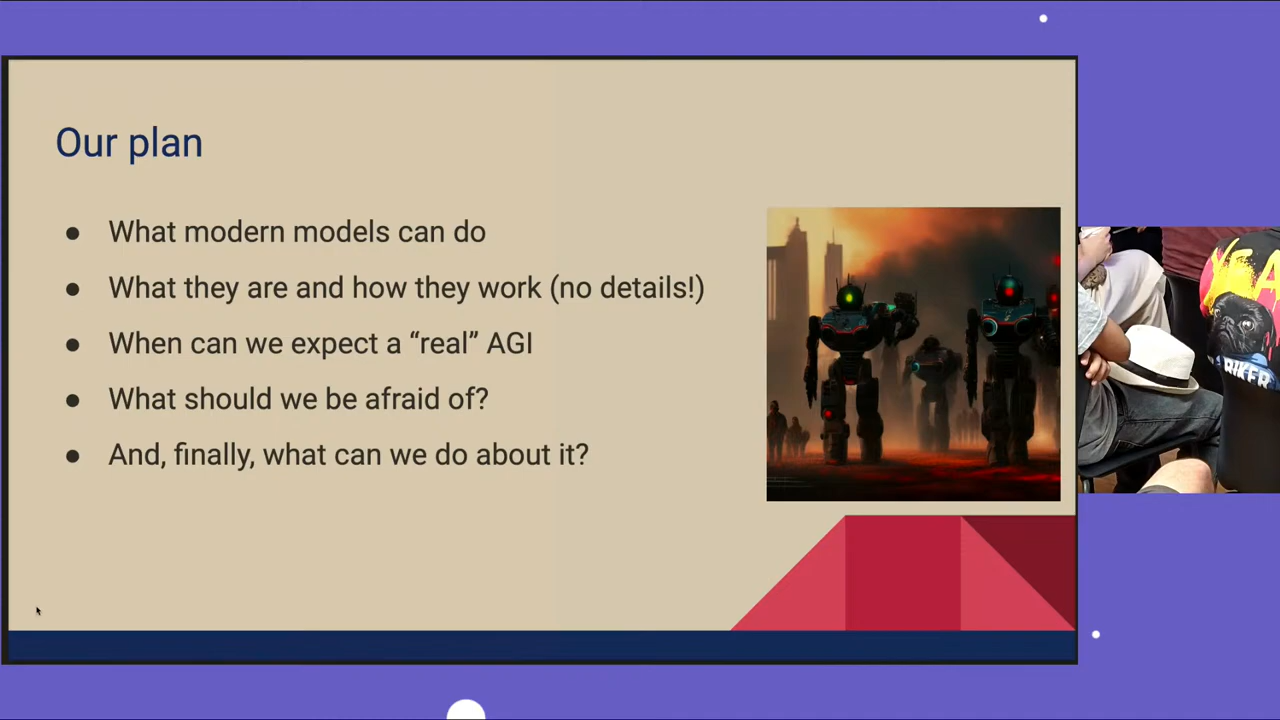 Our plan
● What modern models can do
● What they are and how they work (no details!)
● When can we expect a “real” AGI
● What should we be afraid of?
● And, finally, what can we do about it?
BIKER